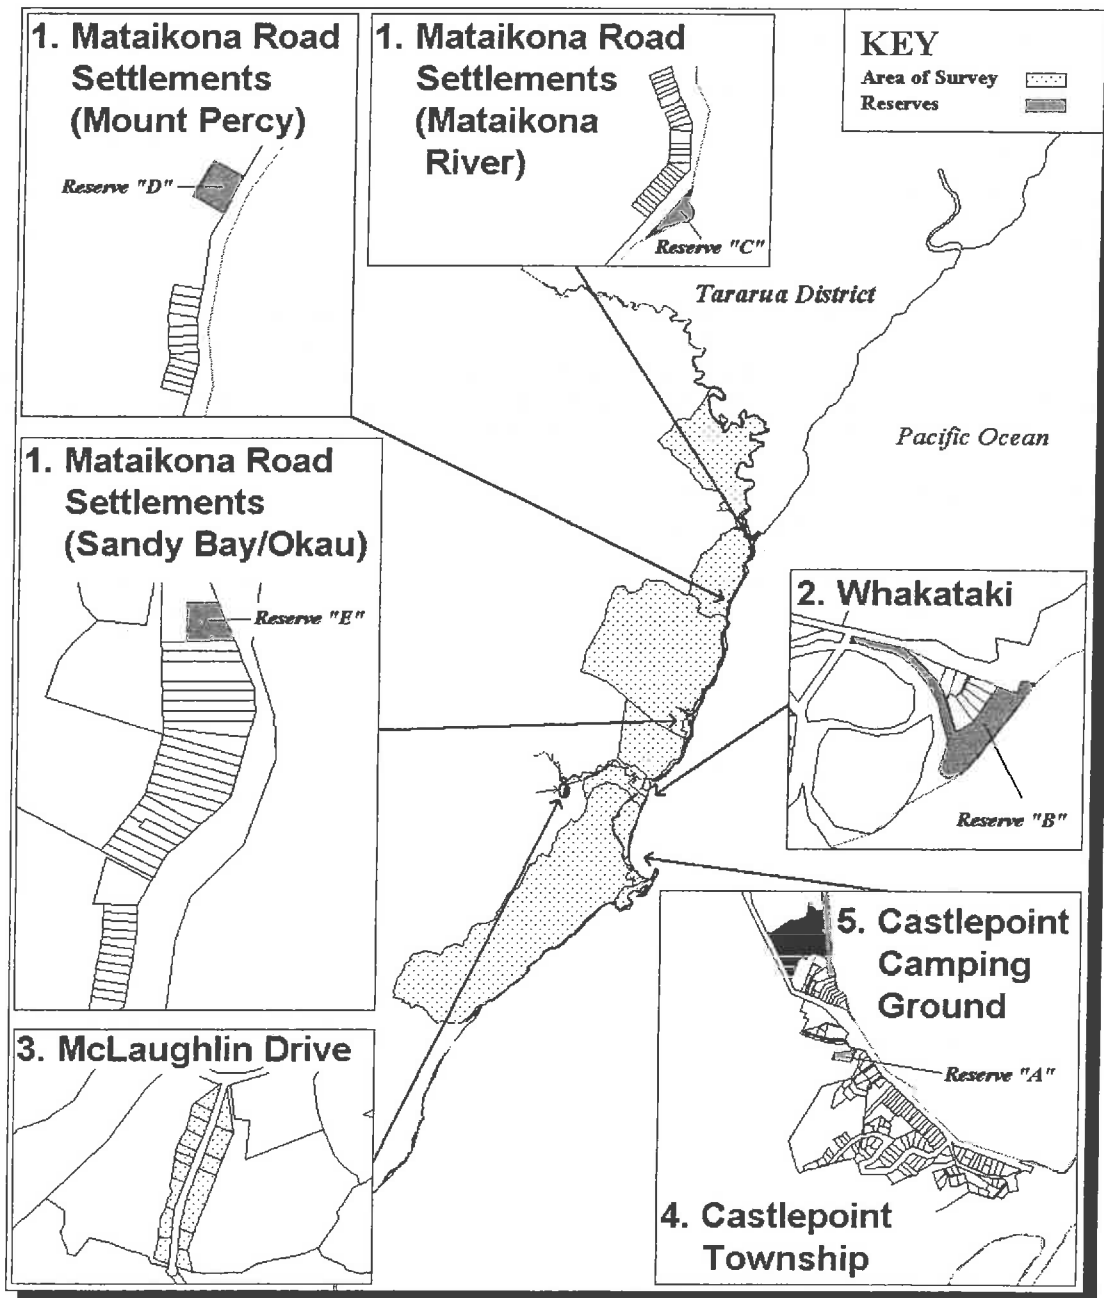 1. Mataikona Road
Settlements
(Mount Percy)
Reserve "D"
1. Mataikona Road
Settlements
(Mataikona
River)
Reserve "C"
KEY
Area of Survey
Reserves
Tararua District
Pacific Ocean
1. Mataikona Road
Settlements
(Sandy Bay/Okau)
Reserve "E"
2. Whakataki
Reserve "B"
3. McLaughlin Drive
5. Castlepoint
Camping
Ground
Reserve "A"
4. Castlepoint
Township